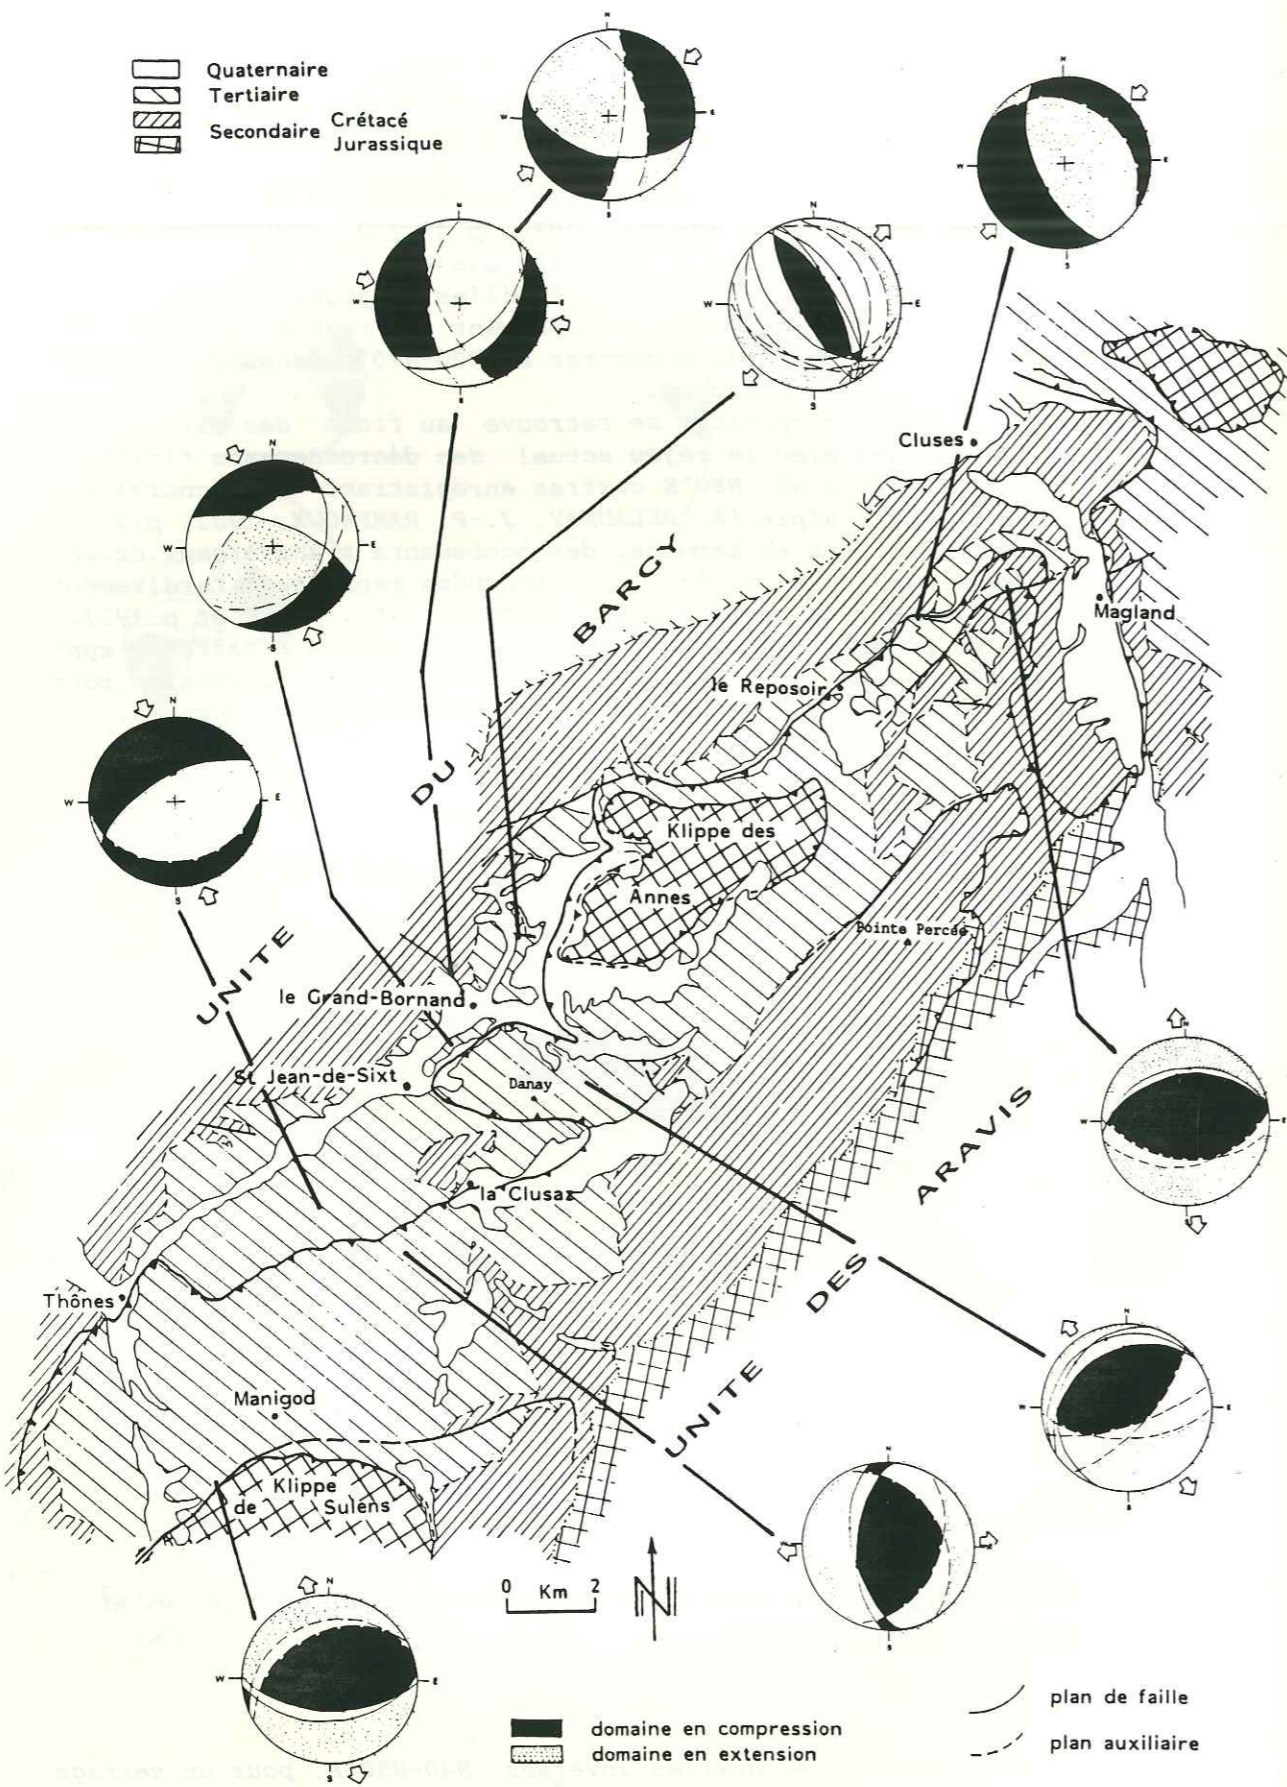 Quaternaire
Tertiaire
Secondaire Crétacé
Jurassique
N
W
E
S
N
W
E
S
N
W
E
S
N
W
E
S
N
W
E
S
N
W
E
S
Cluses
Magland
le Reposoir
UNITE DU BARGY
Klippe des
Annes
Pointe Percée
le Grand-Bornand
St Jean-de-Sixt
Danay
la Clusaz
UNITE DES ARAVIS
Thônes
Manigod
Klippe
de Sulens
N
W
E
S
N
W
E
S
N
S
N
W
E
S
0 Km 2
N
plan de faille
plan auxiliaire
domaine en compression
domaine en extension